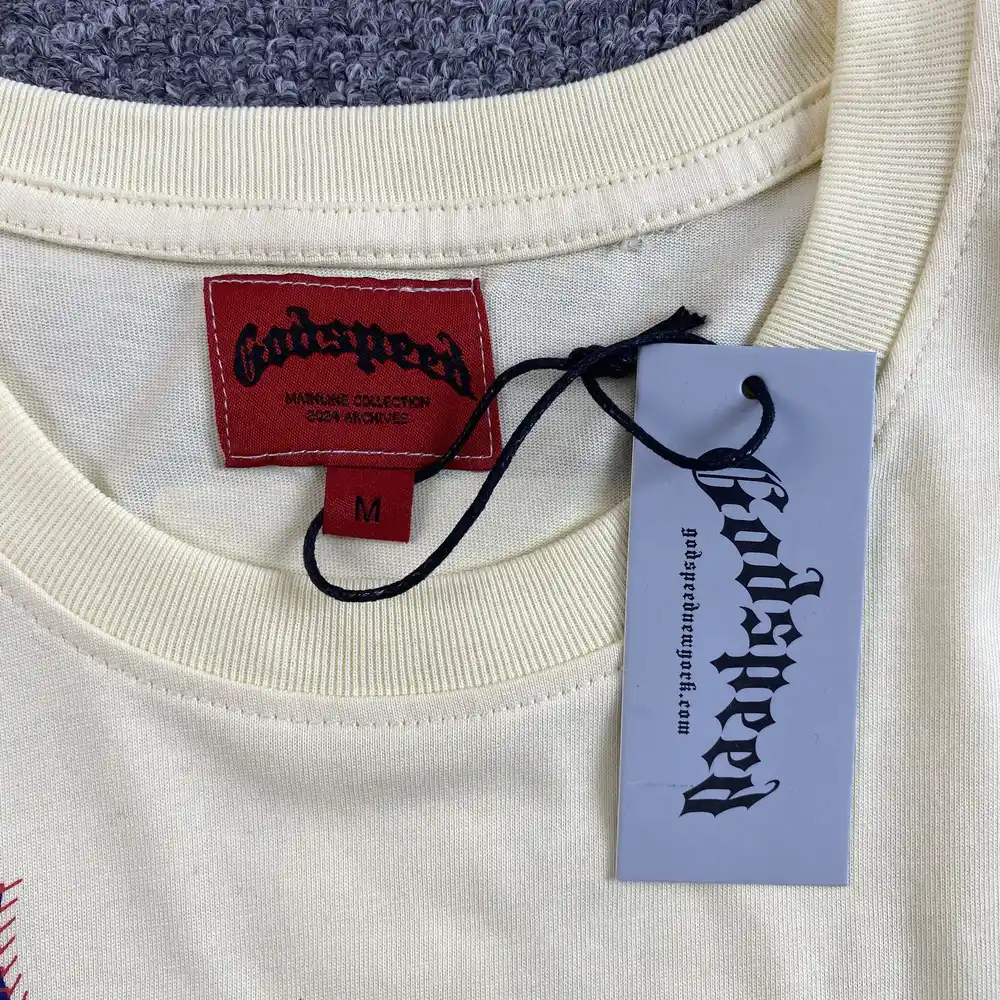 Godspeed
MAINLINE COLLECTION
2024 ARCHIVES
M
Godspeed
godspeednewyork.com